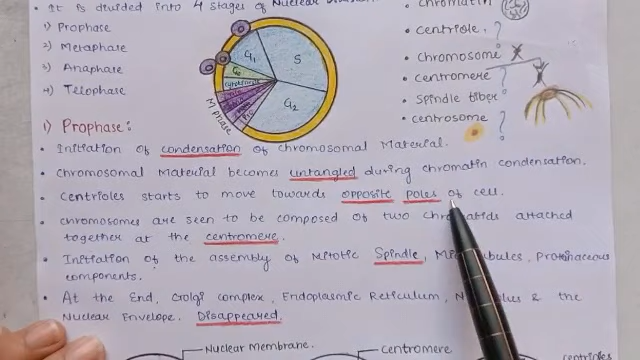 It is divided into 4 stages of Nuclear
1) Prophase
2) Metaphase
3) Anaphase
4) Telophase
G1
S
G0
cytokinesis
G2
M phase
• chromatin
• centriole ?
• chromosome
• centromere ?
• Spindle fiber
• centrosome ?
1) Prophase:
• Initiation of condensation of chromosomal Material.
• Chromosomal Material becomes untangled during chromatin condensation.
• Centrioles starts to move towards opposite poles of cell.
• chromosomes are seen to be composed of two chromatids attached
together at the centromere.
• Initiation of the assembly of Mitotic Spindle, Proteinaceous
components.
• At the End, Golgi complex, Endoplasmic Reticulum, & the
Nuclear Envelope. Disappeared.
Nuclear Membrane.
Centromere
centrioles